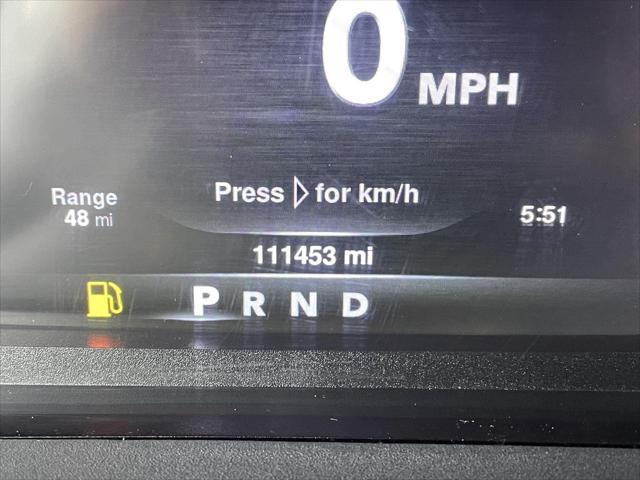 0 MPH
Press ▷ for km/h
Range
48 mi
5:51
111453 mi
P R N D